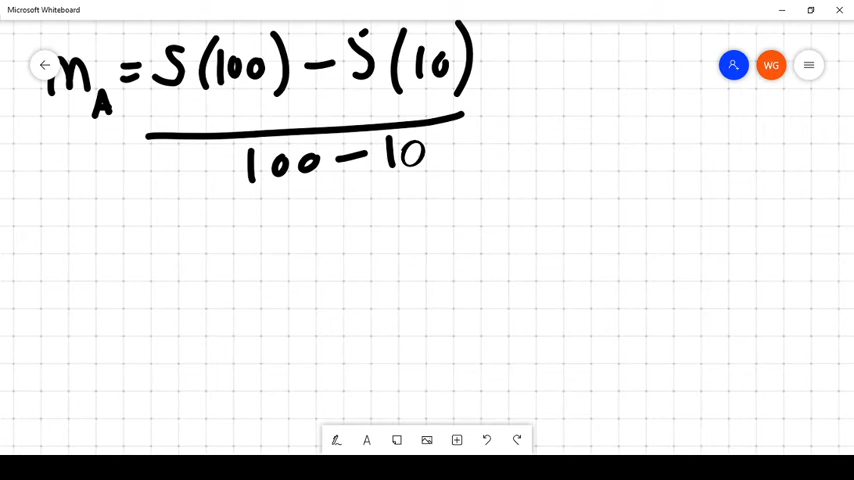 Microsoft Whiteboard
WG
m_A = S(100) - S(10)
100 - 10
A